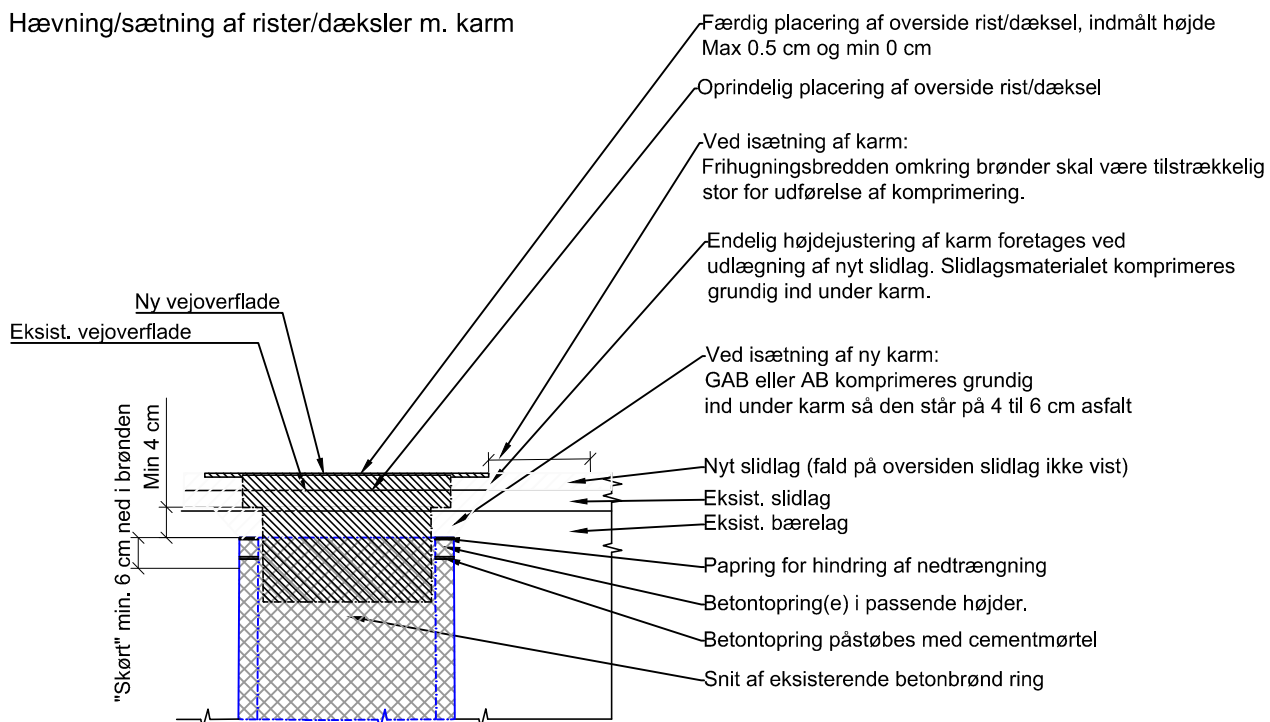 Hævning/sætning af rister/dæksler m. karm
Færdig placering af overside rist/dæksel, indmålt højde
Max 0.5 cm og min 0 cm
Oprindelig placering af overside rist/dæksel
Ved isætning af karm:
Frihugningsbredden omkring brønder skal være tilstrækkelig
stor for udførelse af komprimering.
Endelig højdejustering af karm foretages ved
udlægning af nyt slidlag. Slidlagsmaterialet komprimeres
grundig ind under karm.
Ny vejoverflade
Eksist. vejoverflade
Ved isætning af ny karm:
GAB eller AB komprimeres grundig
ind under karm så den står på 4 til 6 cm asfalt
"Skørt" min. 6 cm ned i brønden
Min 4 cm
Nyt slidlag (fald på oversiden slidlag ikke vist)
Eksist. slidlag
Eksist. bærelag
Papring for hindring af nedtrængning
Betontopring(e) i passende højder.
Betontopring påstøbes med cementmørtel
Snit af eksisterende betonbrønd ring